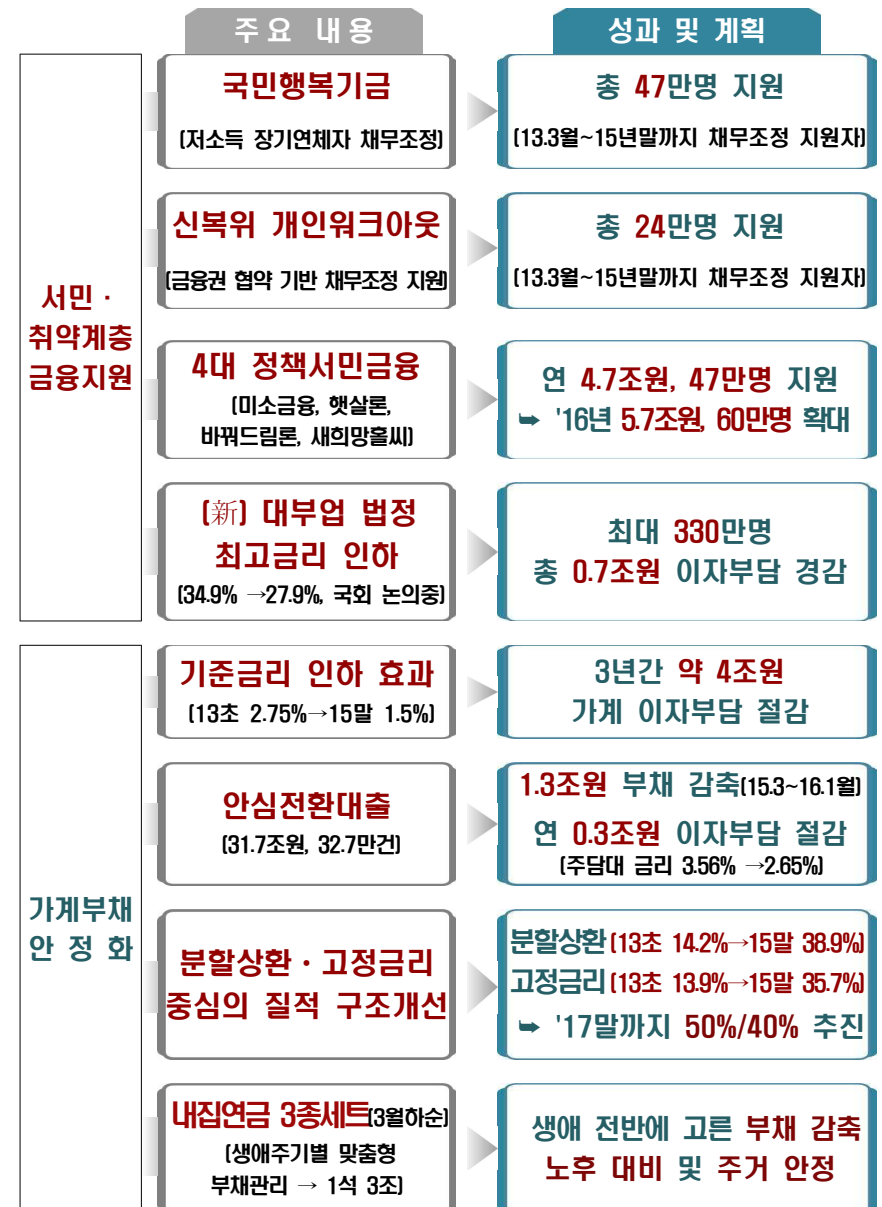 주요 내용
성과 및 계획
서민 ·
취약계층
금융지원
국민행복기금
(저소득 장기연체자 채무조정)
총 47만명 지원
(13.3월~15년말까지 채무조정 지원자)
신복위 개인워크아웃
(금융권 협약 기반 채무조정 지원)
총 24만명 지원
(13.3월~15년말까지 채무조정 지원자)
4대 정책서민금융
(미소금융, 햇살론,
바꿔드림론, 새희망홀씨)
연 4.7조원, 47만명 지원
➥ '16년 5.7조원, 60만명 확대
(新) 대부업 법정
최고금리 인하
(34.9% →27.9%, 국회 논의중)
최대 330만명
총 0.7조원 이자부담 경감
가계부채
안 정 화
기준금리 인하 효과
(13초 2.75%→15말 1.5%)
3년간 약 4조원
가계 이자부담 절감
안심전환대출
(31.7조원, 32.7만건)
1.3조원 부채 감축(15.3~16.1월)
연 0.3조원 이자부담 절감
(주담대 금리 3.56% →2.65%)
분할상환 · 고정금리
중심의 질적 구조개선
분할상환(13초 14.2%→15말 38.9%)
고정금리(13초 13.9%→15말 35.7%)
➥ '17말까지 50%/40% 추진
내집연금 3종세트(3월하순)
(생애주기별 맞춤형
부채관리 → 1석 3조)
생애 전반에 고른 부채 감축
노후 대비 및 주거 안정